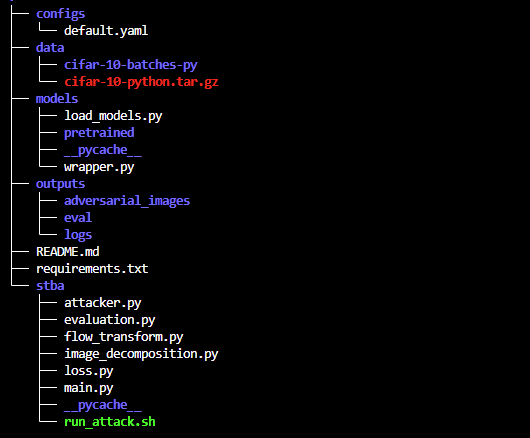 configs
default.yaml
data
cifar-10-batches-py
cifar-10-python.tar.gz
models
load_models.py
pretrained
__pycache__
wrapper.py
outputs
adversarial_images
eval
logs
README.md
requirements.txt
stba
attacker.py
evaluation.py
flow_transform.py
image_decomposition.py
loss.py
main.py
__pycache__
run_attack.sh